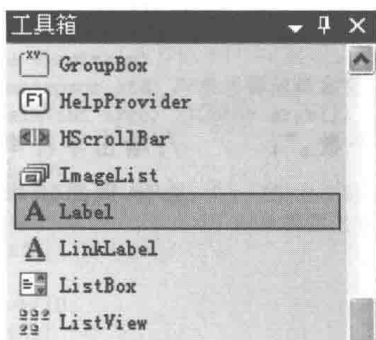 工具箱
GroupBox
HelpProvider
HScrollBar
ImageList
A Label
A LinkLabel
ListBox
ListView